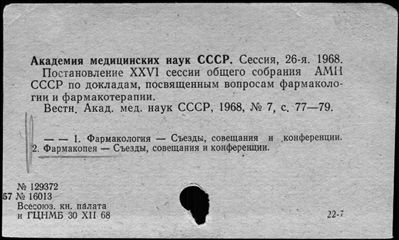 Академия медицинских наук СССР. Сессия, 26-я. 1968.
Постановление XXVI сессии общего собрания АМН
СССР по докладам, посвященным вопросам фармаколо-
гии и фармакотерапии.
Вестн. Акад. мед. наук СССР, 1968, № 7, с. 77—79.
— — 1. Фармакология — Съезды, совещания и конференции.
2. Фармакопея — Съезды, совещания и конференции.
№ 129372
57 № 16013
Всесоюз. кн. палата
и ГЦНМБ 30 XII 68
22-7